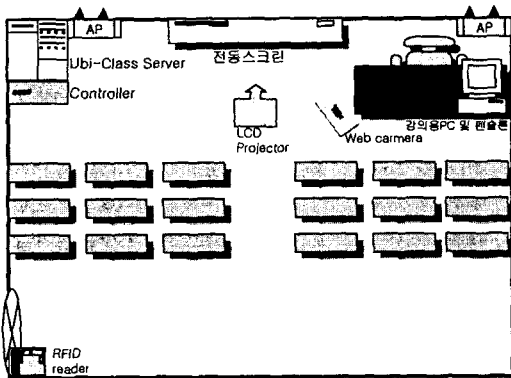 AP
AP
Ubi-Class Server
전동스크린
Controller
강의용PC 및 펜슬론
LCD
Projector
Web carmera
RFID
reader